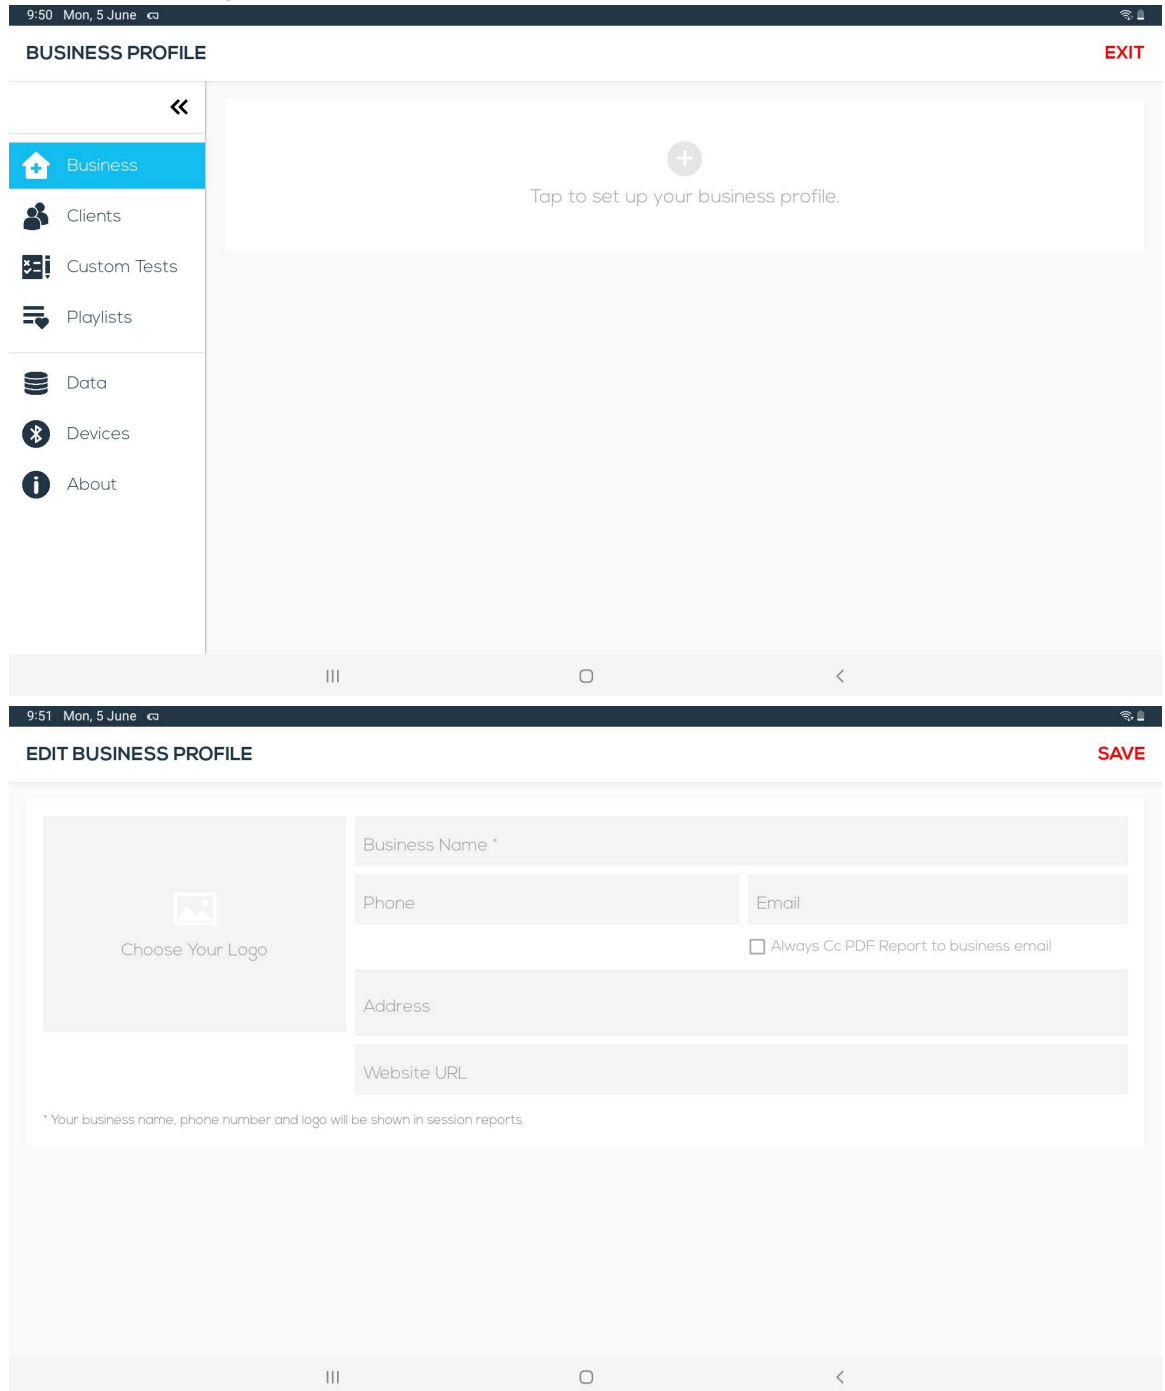 9:50 Mon, 5 June
BUSINESS PROFILE
EXIT
Business
Clients
Custom Tests
Playlists
Data
Devices
About
Tap to set up your business profile.
9:51 Mon, 5 June
EDIT BUSINESS PROFILE
SAVE
Choose Your Logo
Business Name *
Phone
Email
Always Cc PDF Report to business email
Address
Website URL
* Your business name, phone number and logo will be shown in session reports.